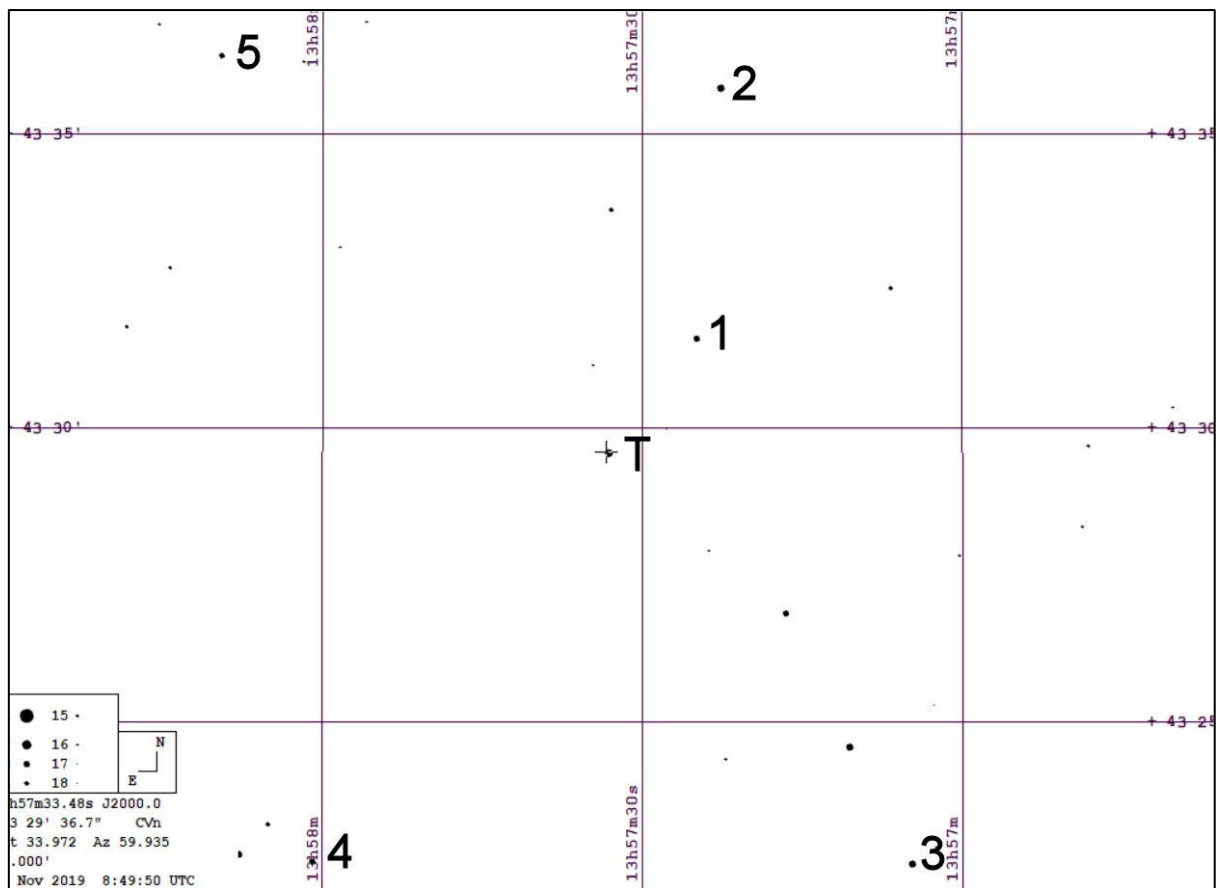 13h58m
13h57m30
13h57m
5
2
43 35'
+ 43 35
1
43 30'
+ 43 30
T
+ 43 25
15
16
17
18
N
E
h57m33.48s J2000.0
3 29' 36.7" CVn
t 33.972 Az 59.935
.000'
Nov 2019 8:49:50 UTC
13h58m
4
13h57m30s
3
13h57m